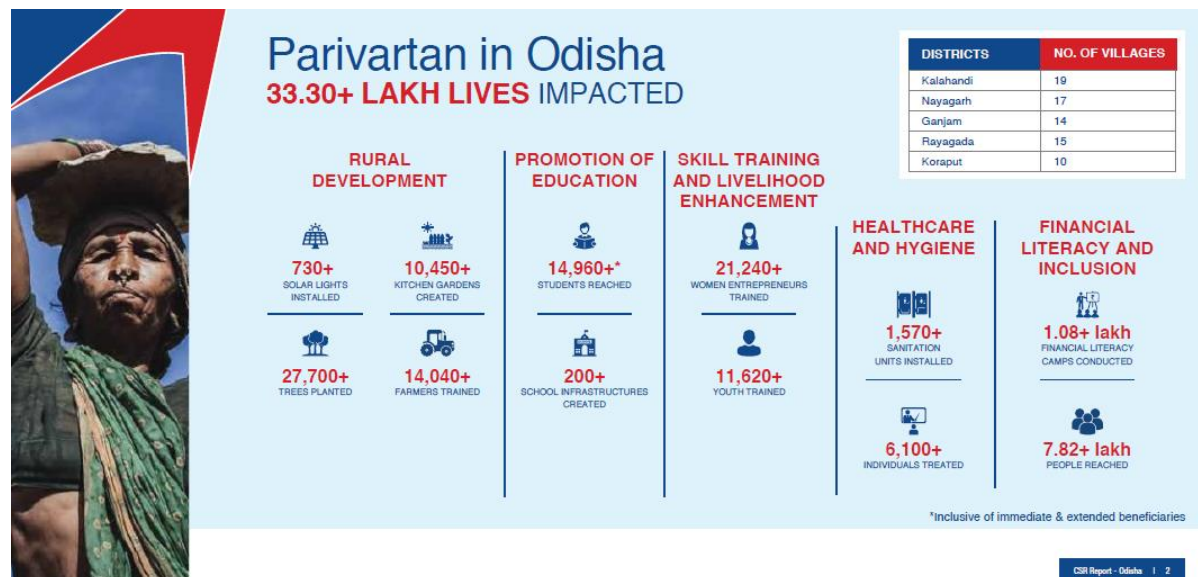 Parivartan in Odisha
33.30+ LAKH LIVES IMPACTED
DISTRICTS NO. OF VILLAGES
Kalahandi 19
Nayagarh 17
Ganjam 14
Rayagada 15
Koraput 10
RURAL
DEVELOPMENT
730+
SOLAR LIGHTS
INSTALLED
10,450+
KITCHEN GARDENS
CREATED
27,700+
TREES PLANTED
14,040+
FARMERS TRAINED
PROMOTION OF
EDUCATION
14,960+*
STUDENTS REACHED
200+
SCHOOL INFRASTRUCTURES
CREATED
SKILL TRAINING
AND LIVELIHOOD
ENHANCEMENT
21,240+
WOMEN ENTREPRENEURS
TRAINED
11,620+
YOUTH TRAINED
HEALTHCARE
AND HYGIENE
1,570+
SANITATION
UNITS INSTALLED
6,100+
INDIVIDUALS TREATED
FINANCIAL
LITERACY AND
INCLUSION
1.08+ lakh
FINANCIAL LITERACY
CAMPS CONDUCTED
7.82+ lakh
PEOPLE REACHED
*Inclusive of immediate & extended beneficiaries
CSR Report - Odisha | 2